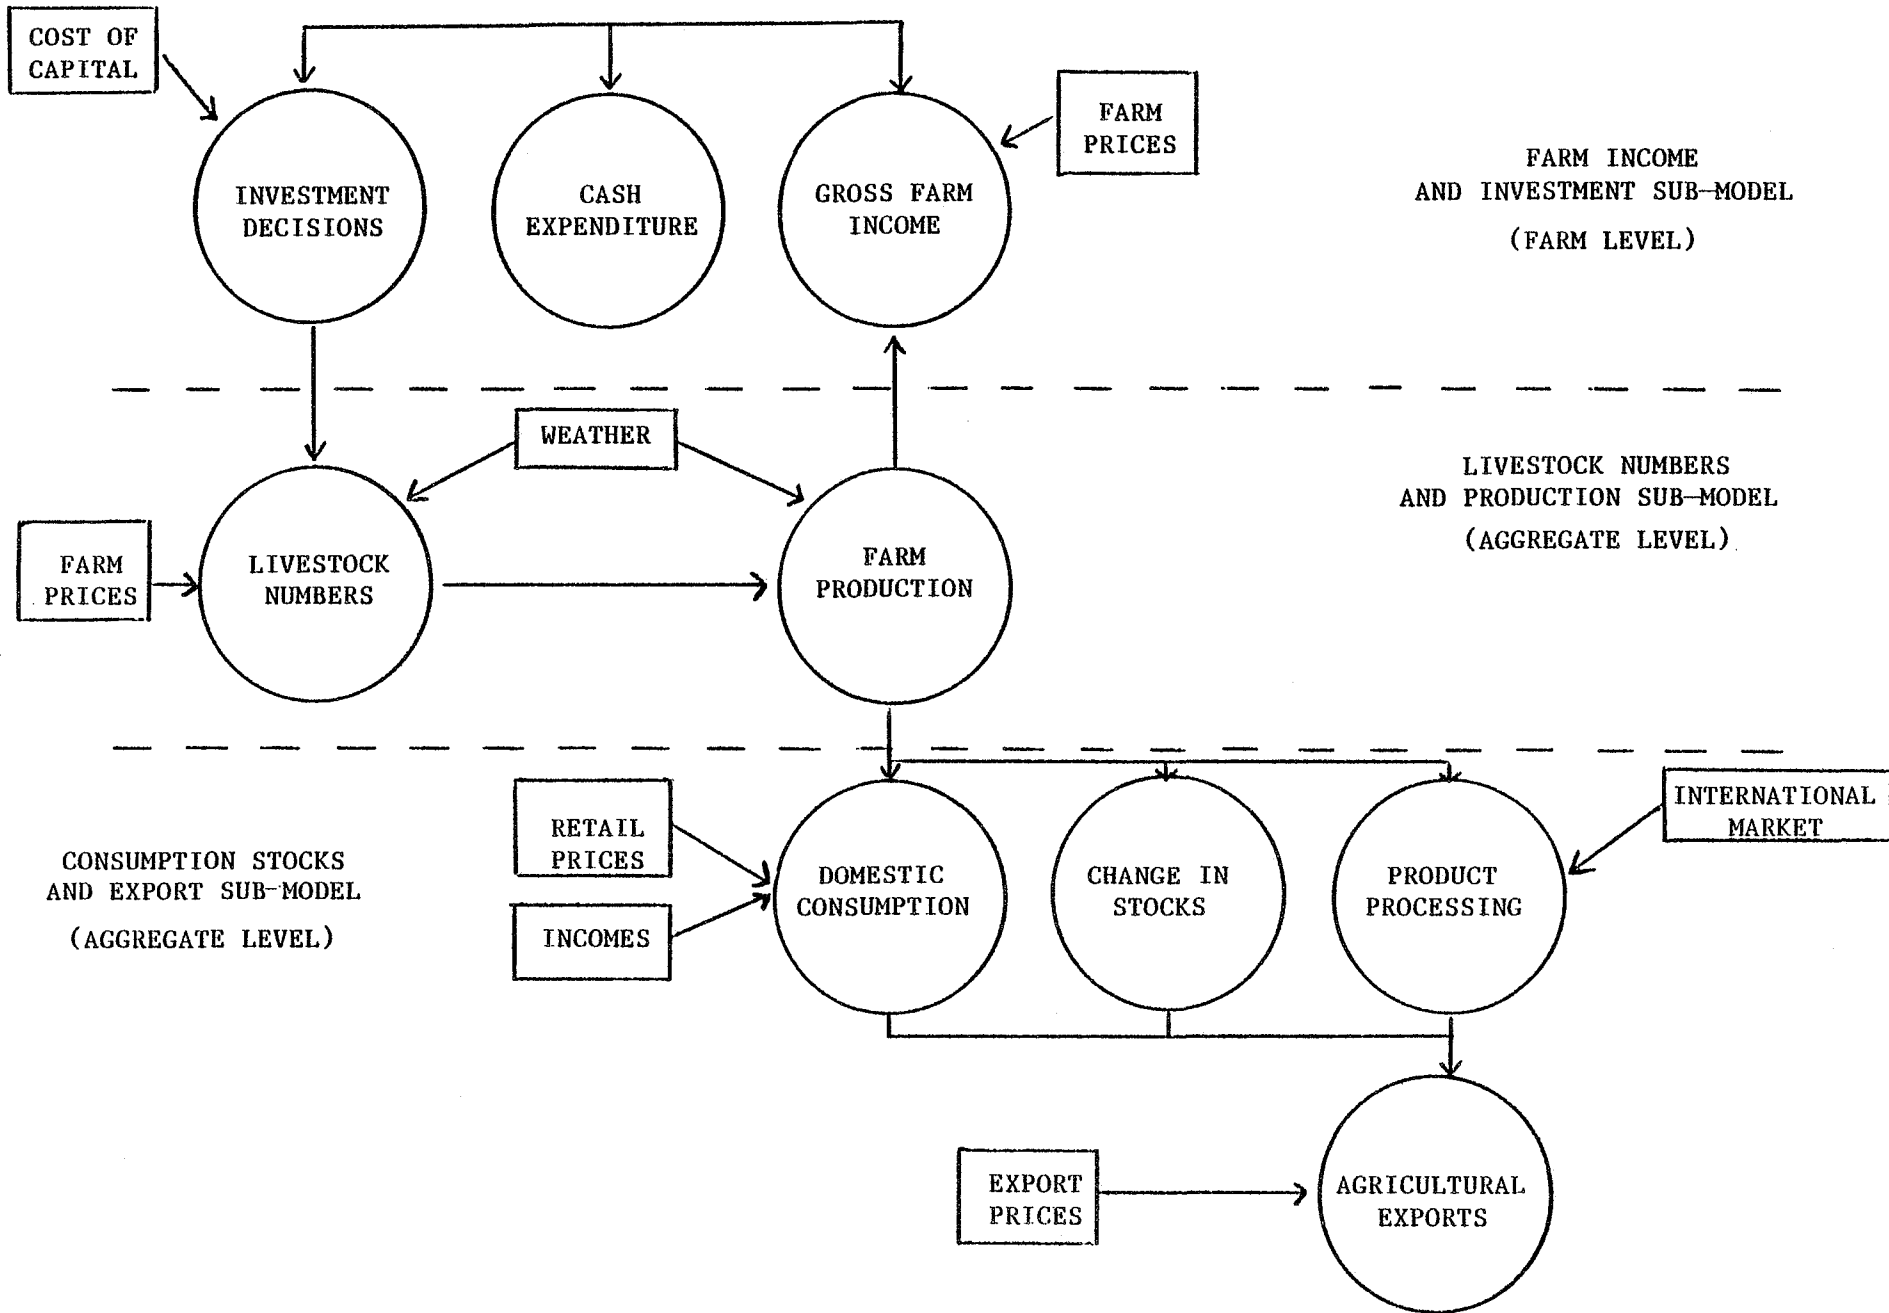 COST OF
CAPITAL
FARM
PRICES
INVESTMENT
DECISIONS
CASH
EXPENDITURE
GROSS FARM
INCOME
FARM INCOME
AND INVESTMENT SUB-MODEL
(FARM LEVEL)
WEATHER
LIVESTOCK NUMBERS
AND PRODUCTION SUB-MODEL
(AGGREGATE LEVEL)
FARM
PRICES
LIVESTOCK
NUMBERS
FARM
PRODUCTION
CONSUMPTION STOCKS
AND EXPORT SUB-MODEL
(AGGREGATE LEVEL)
RETAIL
PRICES
INCOMES
DOMESTIC
CONSUMPTION
CHANGE IN
STOCKS
PRODUCT
PROCESSING
INTERNATIONAL
MARKET
EXPORT
PRICES
AGRICULTURAL
EXPORTS